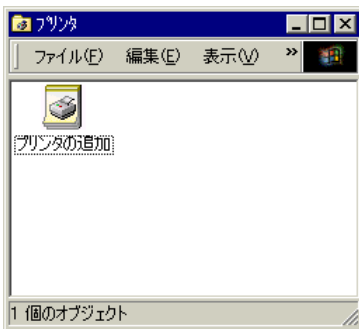 プリンタ
ファイル(F) 編集(E) 表示(V) »
プリンタの追加
1 個のオブジェクト